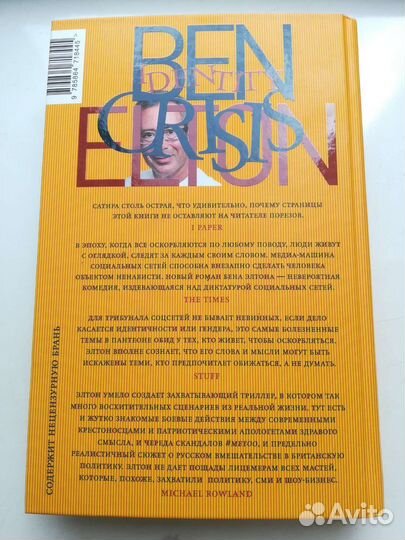 9 785864 718445 >
BEN
IDENTITY
CRISIS
ELTON
САТИРА СТОЛЬ ОСТРАЯ, ЧТО УДИВИТЕЛЬНО, ПОЧЕМУ СТРАНИЦЫ
ЭТОЙ КНИГИ НЕ ОСТАВЛЯЮТ НА ЧИТАТЕЛЕ ПОРЕЗОВ.
I PAPER
В ЭПОХУ, КОГДА ВСЕ ОСКОРБЛЯЮТСЯ ПО ЛЮБОМУ ПОВОДУ, ЛЮДИ ЖИВУТ
С ОГЛЯДКОЙ, СЛЕДЯ ЗА КАЖДЫМ СВОИМ СЛОВОМ. МЕДИА-МАШИНА
СОЦИАЛЬНЫХ СЕТЕЙ СПОСОБНА ВНЕЗАПНО СДЕЛАТЬ ЧЕЛОВЕКА
ОБЪЕКТОМ НЕНАВИСТИ. НОВЫЙ РОМАН БЕНА ЭЛТОНА — НЕВЕРОЯТНАЯ
КОМЕДИЯ, ИЗДЕВАЮЩАЯСЯ НАД ДИКТАТУРОЙ СОЦИАЛЬНЫХ СЕТЕЙ.
THE TIMES
ДЛЯ ТРИБУНАЛА СОЦСЕТЕЙ НЕ БЫВАЕТ НЕВИННЫХ, ЕСЛИ ДЕЛО
КАСАЕТСЯ ИДЕНТИЧНОСТИ ИЛИ ГЕНДЕРА, ЭТО САМЫЕ БОЛЕЗНЕННЫЕ
ТЕМЫ В ПАНТЕОНЕ ОБИД У ТЕХ, КТО ЖИВЕТ, ЧТОБЫ ОСКОРБЛЯТЬСЯ.
ЭЛТОН ВПОЛНЕ СОЗНАЕТ, ЧТО ЕГО СЛОВА И МЫСЛИ МОГУТ БЫТЬ
ИСКАЖЕНЫ ТЕМИ, КТО ПРЕДПОЧИТАЕТ ОСКОРБЛЯТЬСЯ, А НЕ ДУМАТЬ.
STUFF
ЭЛТОН УМЕЛО СОЗДАЕТ ЗАХВАТЫВАЮЩИЙ ТРИЛЛЕР, В КОТОРОМ ТАК
МНОГО ВОСХИТИТЕЛЬНЫХ СЦЕНАРИЕВ ИЗ РЕАЛЬНОЙ ЖИЗНИ. ТУТ ЕСТЬ
И ЖУТКО ЗНАКОМЫЕ БОЕВЫЕ ДЕЙСТВИЯ МЕЖДУ СОВРЕМЕННЫМИ
КРЕСТОНОСЦАМИ И ПАТРИОТИЧЕСКИМИ АПОЛОГЕТАМИ ЗДРАВОГО
СМЫСЛА, И ЧЕРЕДА СКАНДАЛОВ #METOO, И ПРЕДЕЛЬНО
РЕАЛИСТИЧНЫЙ СЮЖЕТ О РУССКОМ ВМЕШАТЕЛЬСТВЕ В БРИТАНСКУЮ
ПОЛИТИКУ. ЭЛТОН НЕ ДАЕТ ПОЩАДЫ ЛИЦЕМЕРАМ ВСЕХ МАСТЕЙ,
КОТОРЫЕ, ПОХОЖЕ, ЗАХВАТИЛИ ПОЛИТИКУ, СМИ И ШОУ-БИЗНЕС.
MICHAEL ROWLAND
СОДЕРЖИТ НЕЦЕНЗУРНУЮ БРАНЬ
Avito